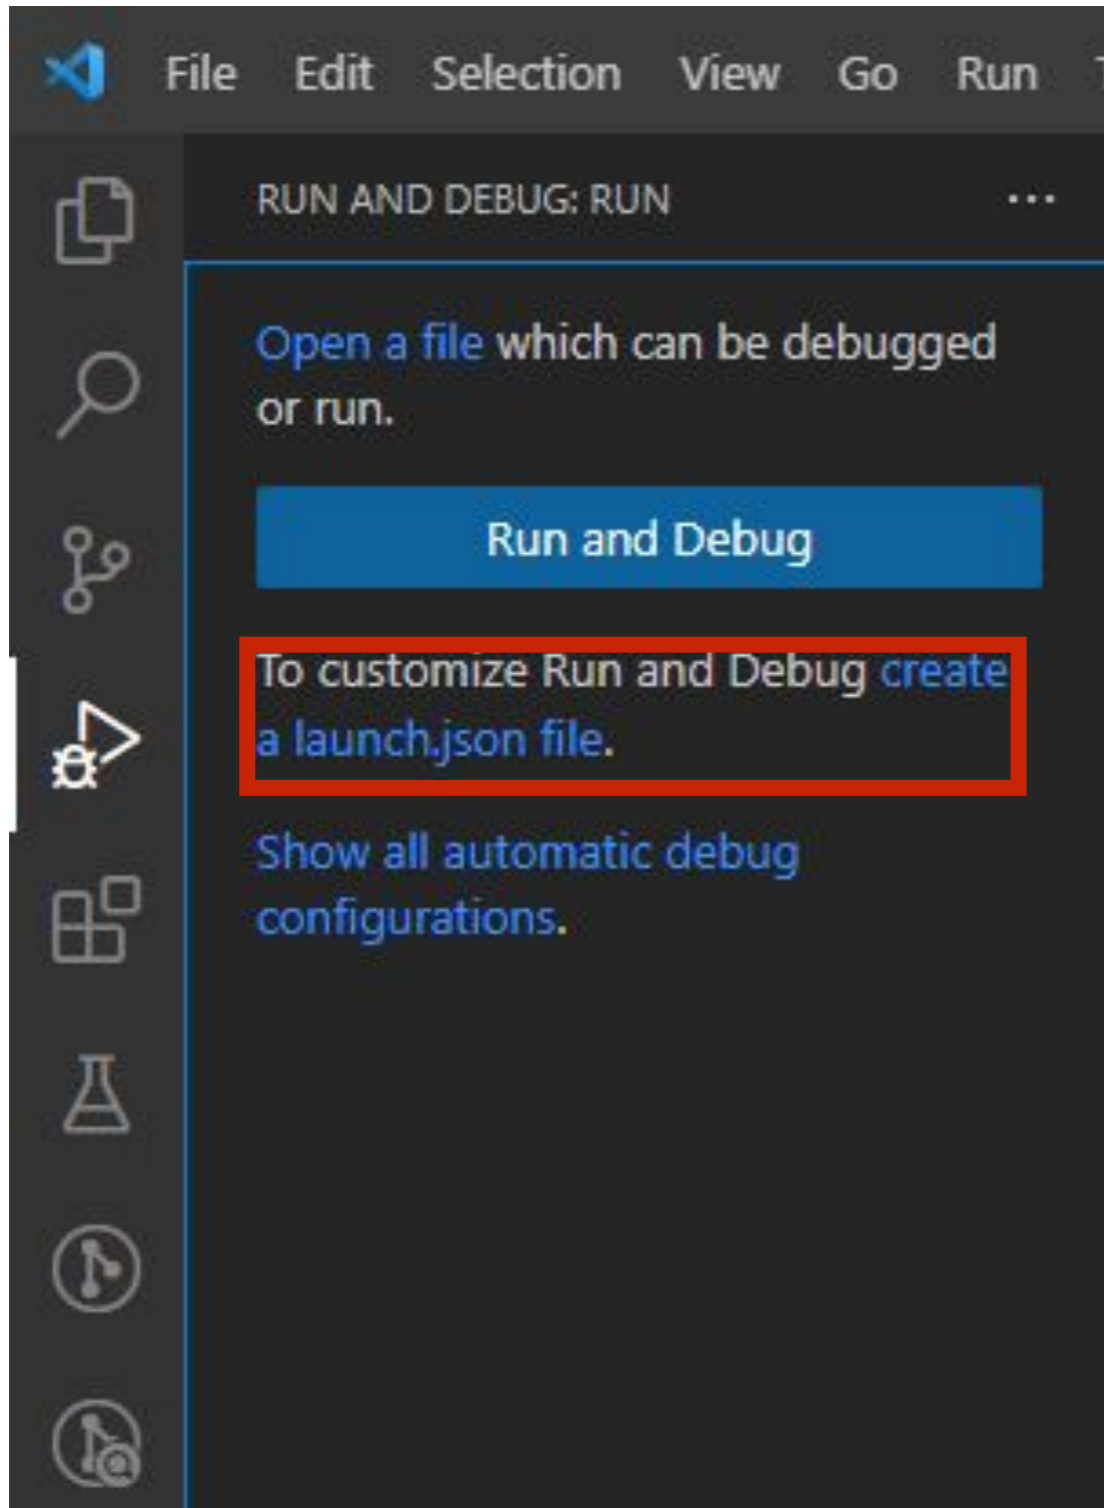 File Edit Selection View Go Run
RUN AND DEBUG: RUN
Open a file which can be debugged
or run.
Run and Debug
To customize Run and Debug create
a launch.json file.
Show all automatic debug
configurations.